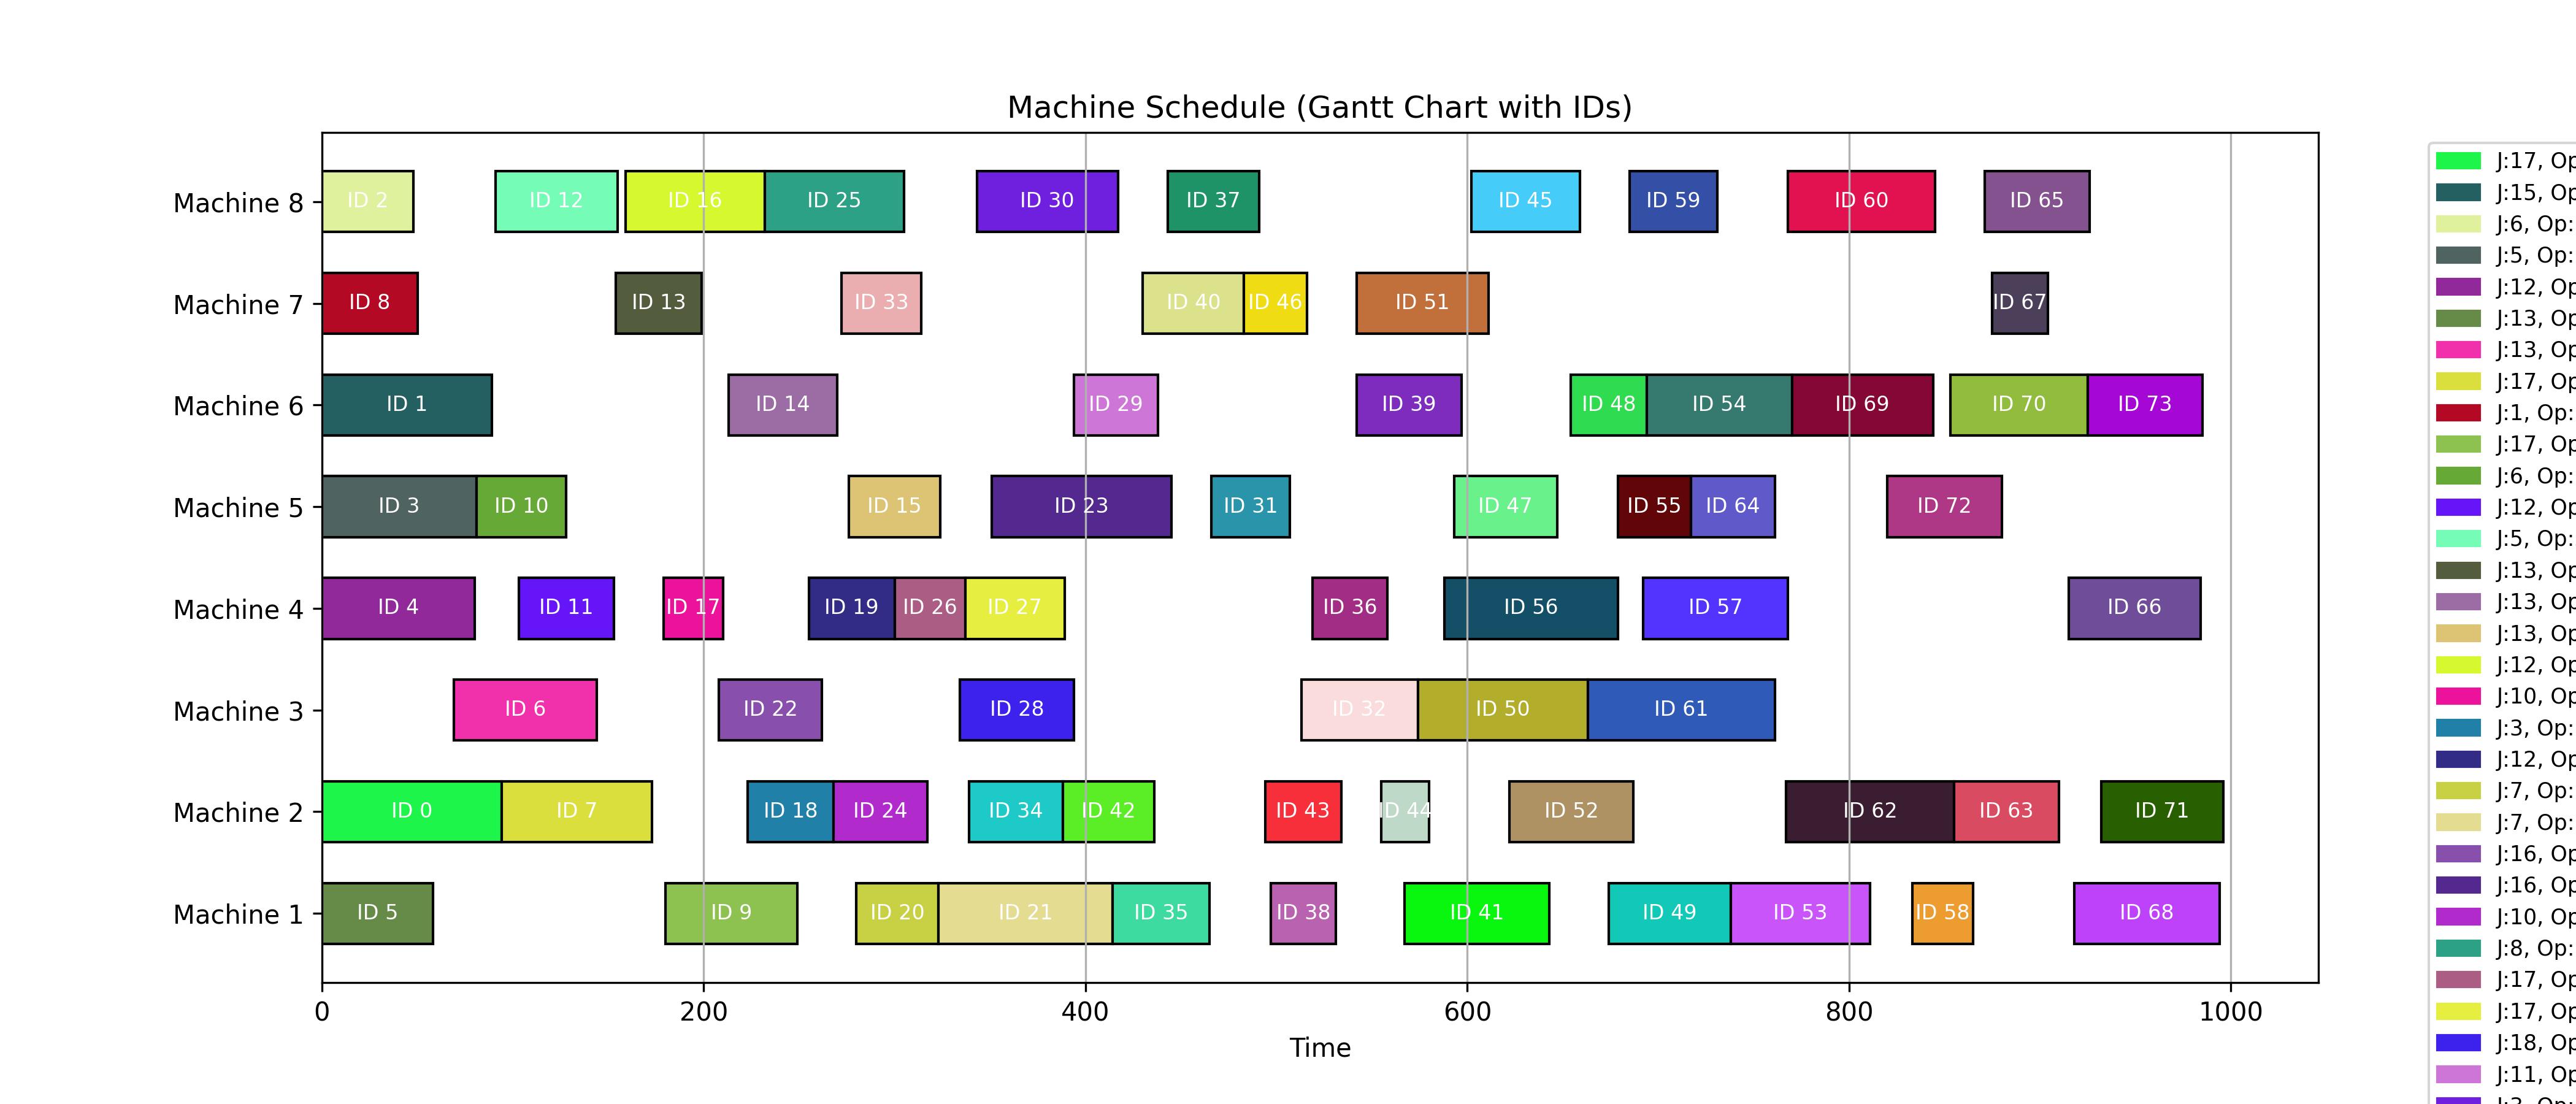 Machine Schedule (Gantt Chart with IDs)
Machine 8
ID 2 ID 12 ID 16 ID 25 ID 30 ID 37 ID 45 ID 59 ID 60 ID 65
Machine 7
ID 8 ID 13 ID 33 ID 40 ID 46 ID 51 ID 67
Machine 6
ID 1 ID 14 ID 29 ID 39 ID 48 ID 54 ID 69 ID 70 ID 73
Machine 5
ID 3 ID 10 ID 15 ID 23 ID 31 ID 47 ID 55 ID 64 ID 72
Machine 4
ID 4 ID 11 ID 17 ID 19 ID 26 ID 27 ID 36 ID 56 ID 57 ID 66
Machine 3
ID 6 ID 22 ID 28 ID 32 ID 50 ID 61
Machine 2
ID 0 ID 7 ID 18 ID 24 ID 34 ID 42 ID 43 ID 44 ID 52 ID 62 ID 63 ID 71
Machine 1
ID 5 ID 9 ID 20 ID 21 ID 35 ID 38 ID 41 ID 49 ID 53 ID 58 ID 68
0 200 400 600 800 1000
Time
J:17, Op
J:15, Op
J:6, Op:
J:5, Op:
J:12, Op
J:13, Op
J:13, Op
J:17, Op
J:1, Op:
J:17, Op
J:6, Op:
J:12, Op
J:5, Op:
J:13, Op
J:13, Op
J:13, Op
J:12, Op
J:10, Op
J:3, Op:
J:12, Op
J:7, Op:
J:7, Op:
J:16, Op
J:16, Op
J:10, Op
J:8, Op:
J:17, Op
J:17, Op
J:18, Op
J:11, Op
J:3, Op: